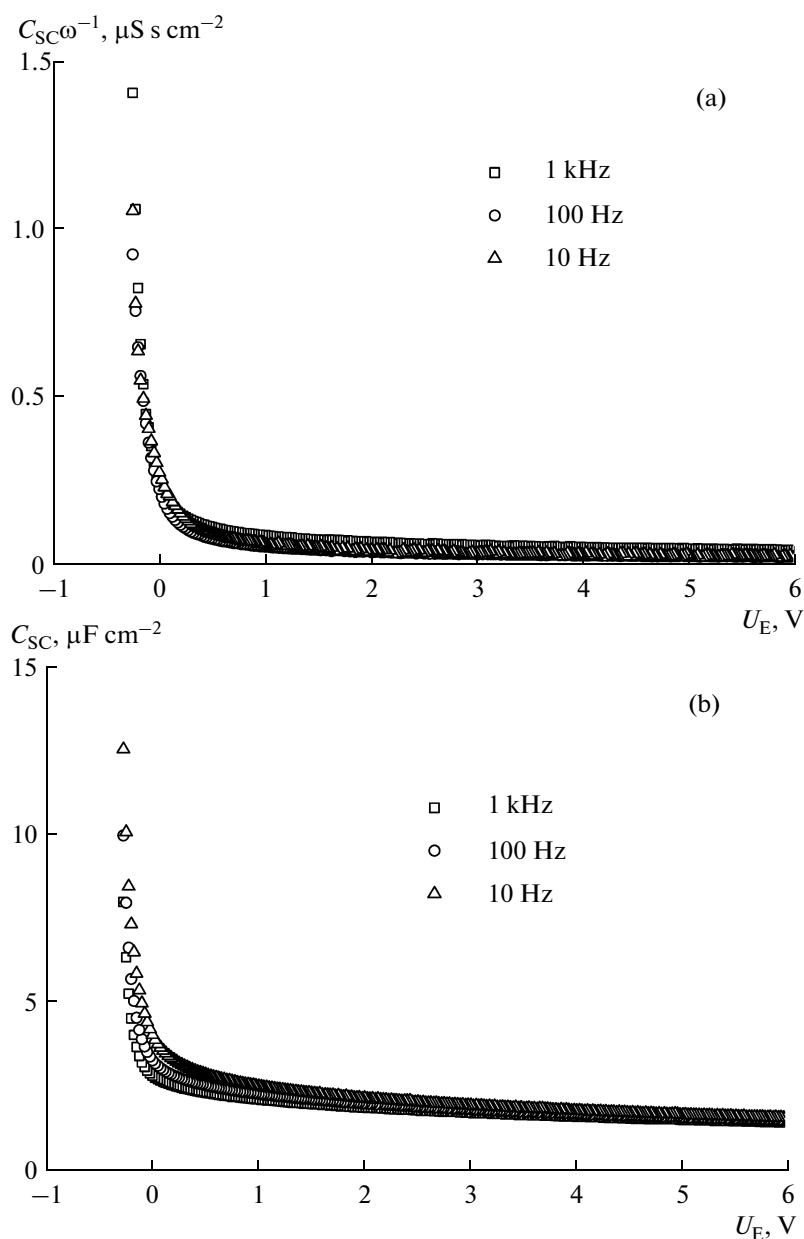 C_SCω⁻¹, μS s cm⁻²
1.5
(a)
1 kHz
100 Hz
10 Hz
1.0
0.5
0
−1 0 1 2 3 4 5 6
U_E, V
C_SC, μF cm⁻²
15
(b)
1 kHz
100 Hz
10 Hz
10
5
0
−1 0 1 2 3 4 5 6
U_E, V